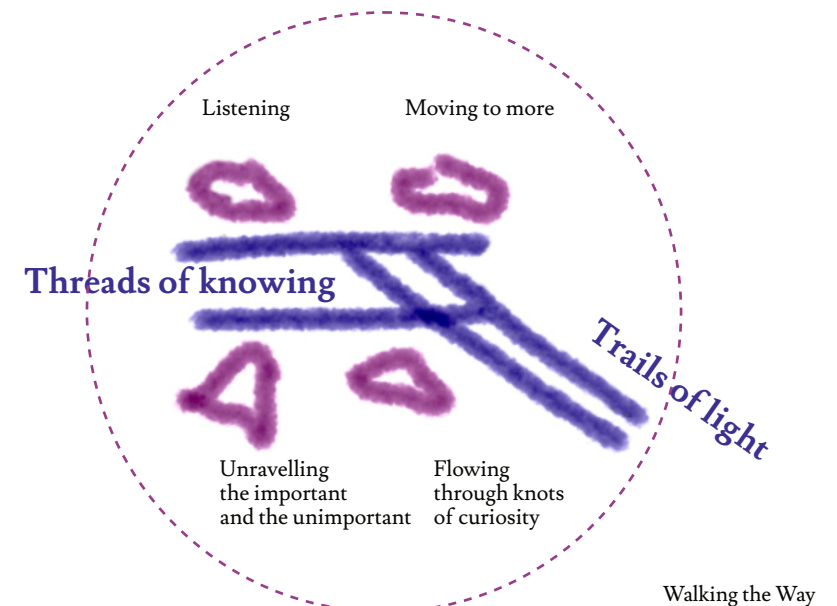 Listening
Moving to more
Threads of knowing
Trails of light
Unravelling
the important
and the unimportant
Flowing
through knots
of curiosity
Walking the Way